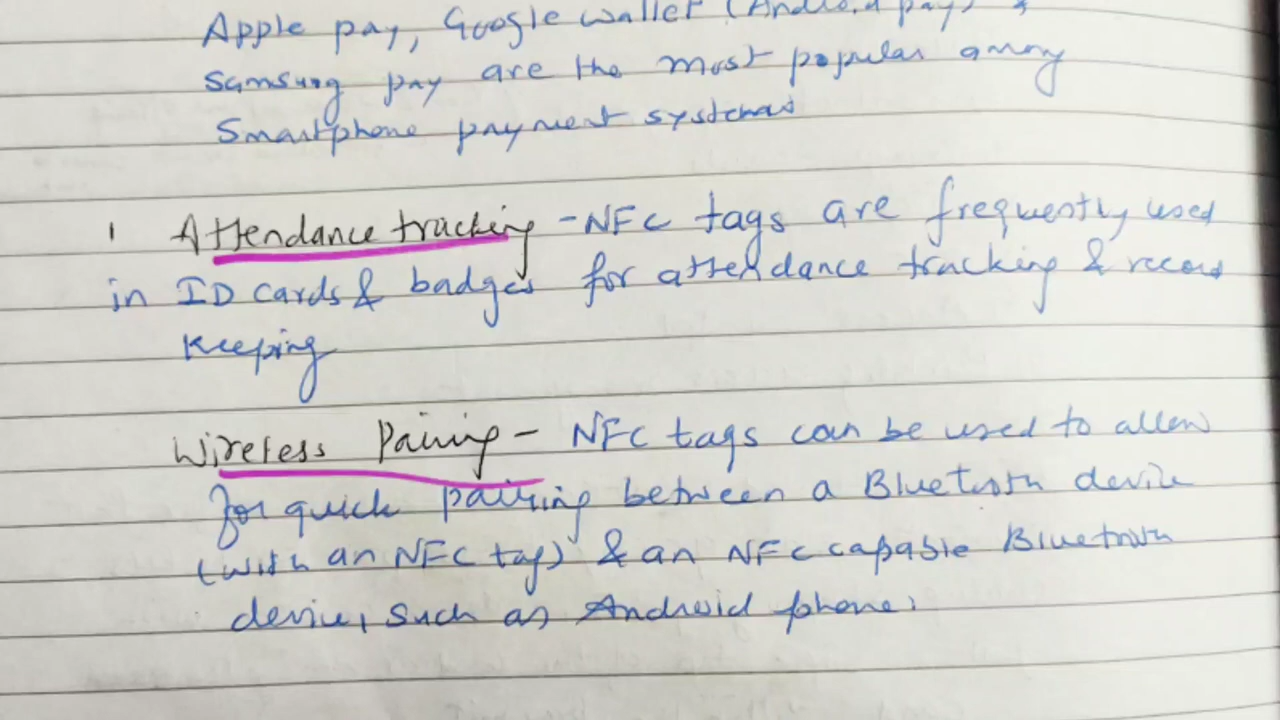 Apple pay, Google wallet (Android pay) &
Samsung pay are the most popular among
Smartphone payment systems
1 Attendance tracking - NFC tags are frequently used
in ID cards & badges for attendance tracking & record
Keeping
Wireless Pairing - NFC tags can be used to allow
for quick pairing between a Bluetooth device
(with an NFC tag) & an NFC capable Bluetooth
device, such as Android phone.